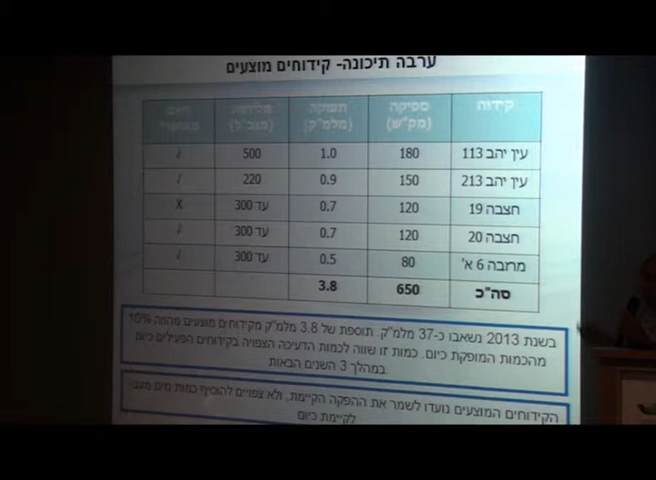 ערבה תיכונה- קידוחים מוצעים
קידוח ספיקה (מק"ש) תפוקה (מלמ"ק) מליחות (מגכ"ל) האם
עין יהב 113 180 1.0 500 √
עין יהב 213 150 0.9 220 √
חצבה 19 120 0.7 עד 300 X
חצבה 20 120 0.7 עד 300 √
מרזבה 6 א' 80 0.5 עד 300 √
סה"כ 650 3.8
בשנת 2013 נשאבו כ-37 מלמ"ק. תוספת של 3.8 מלמ"ק מקידוחים מוצעים מהווה 10%
מהכמות המופקת כיום. כמות זו שווה לכמות הדעיכה הצפויה בקידוחים הפעילים כיום
במהלך 3 השנים הבאות.
הקידוחים המוצעים נועדו לשמר את ההפקה הקיימת, ולא צפויים להוסיף כמות מים מעבר
לקיימת כיום